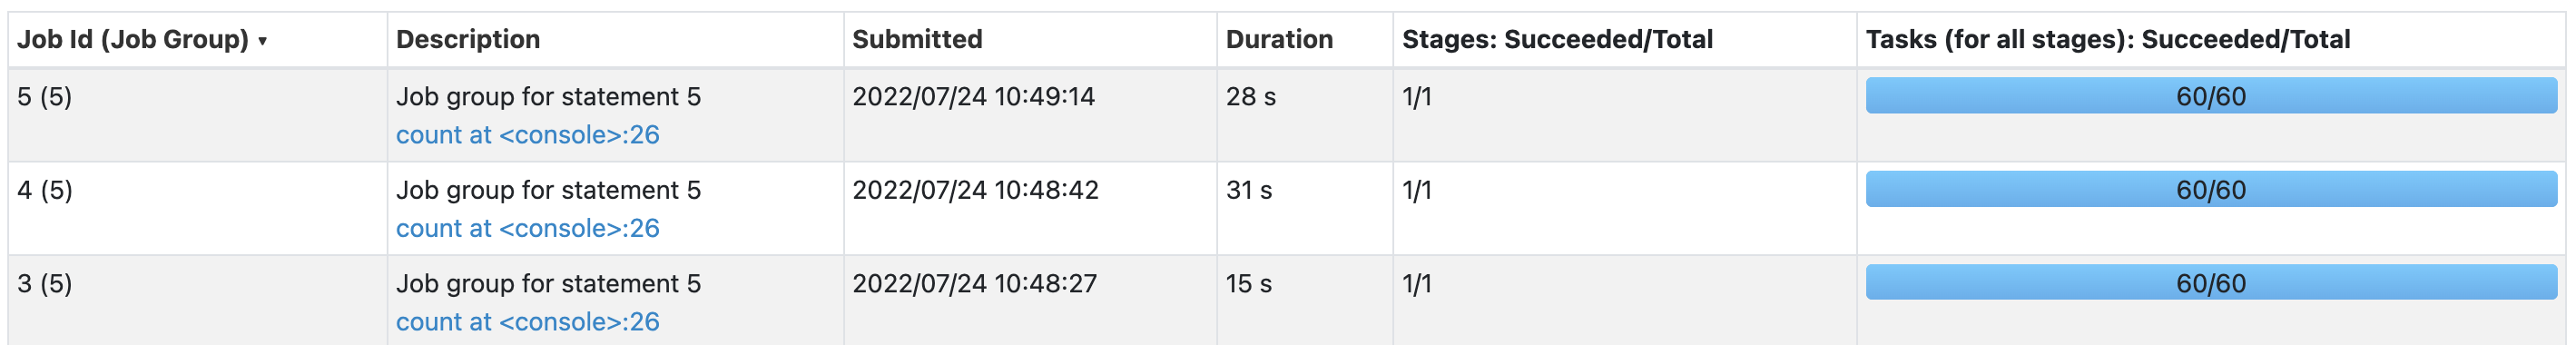 Job Id (Job Group) ▾ Description Submitted Duration Stages: Succeeded/Total Tasks (for all stages): Succeeded/Total
5 (5) Job group for statement 5 2022/07/24 10:49:14 28 s 1/1 60/60
count at <console>:26
4 (5) Job group for statement 5 2022/07/24 10:48:42 31 s 1/1 60/60
count at <console>:26
3 (5) Job group for statement 5 2022/07/24 10:48:27 15 s 1/1 60/60
count at <console>:26